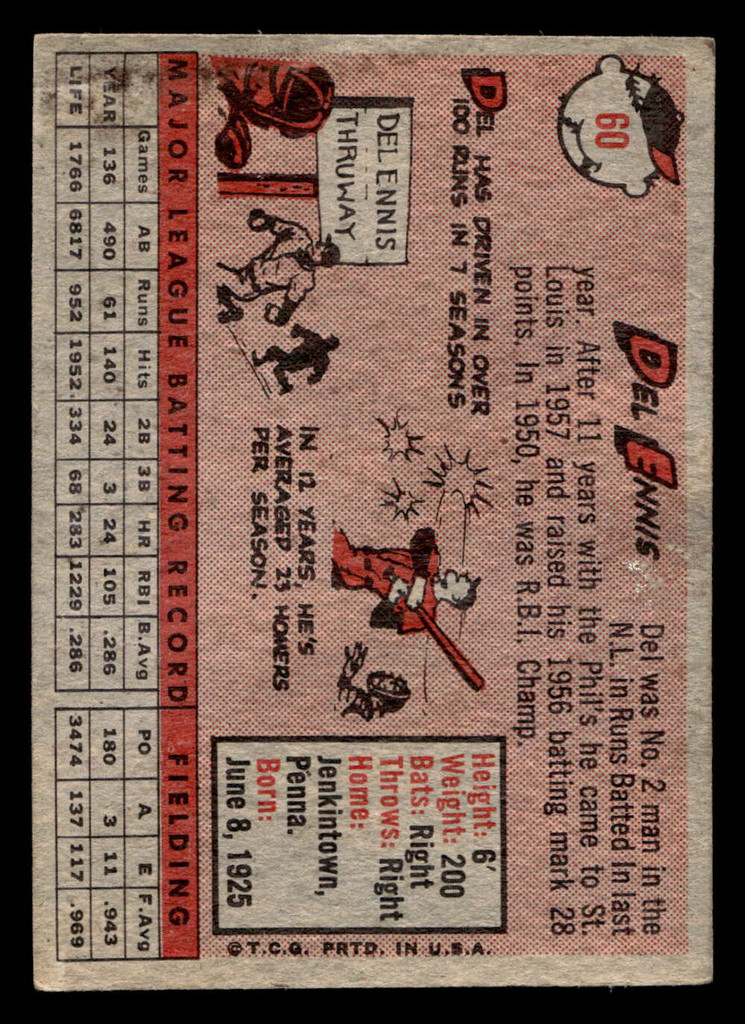 60
DEL ENNIS
Del was No. 2 man in the
N.L. in Runs Batted In last
year. After 11 years with the Phil's he came to St.
Louis in 1957 and raised his 1956 batting mark 28
points. In 1950, he was R.B.I. Champ.
DEL HAS DRIVEN IN OVER
100 RUNS IN 7 SEASONS
DEL ENNIS
THRUWAY
IN 12 YEARS, HE'S
AVERAGED 23 HOMERS
PER SEASON.
Height: 6'
Weight: 200
Bats: Right
Throws: Right
Home:
Jenkintown,
Penna.
Born:
June 8, 1925
©T.C.G. PRTD. IN U.S.A.
MAJOR LEAGUE BATTING RECORD FIELDING
Games AB Runs Hits 2B 3B HR RBI B.Avg PO A E F.Avg
YEAR 136 490 61 140 24 3 24 105 .286 180 3 11 .943
LIFE 1766 6817 952 1952 334 68 283 1229 .286 3474 137 117 .969